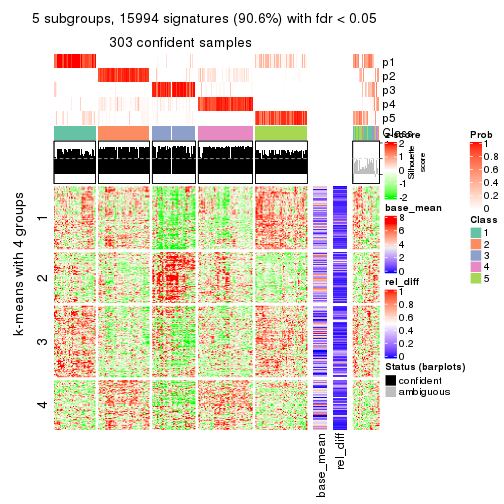 5 subgroups, 15994 signatures (90.6%) with fdr < 0.05
303 confident samples
p1
p2
p3
p4
p5
Class
Silhouette
score
k-means with 4 groups
1
2
3
4
base_mean
rel_diff
z-score
2
1
0
-1
-2
base_mean
8
6
4
2
0
rel_diff
1
0.8
0.6
0.4
0.2
0
Status (barplots)
confident
ambiguous
Prob
1
0.8
0.6
0.4
0.2
0
Class
1
2
3
4
5